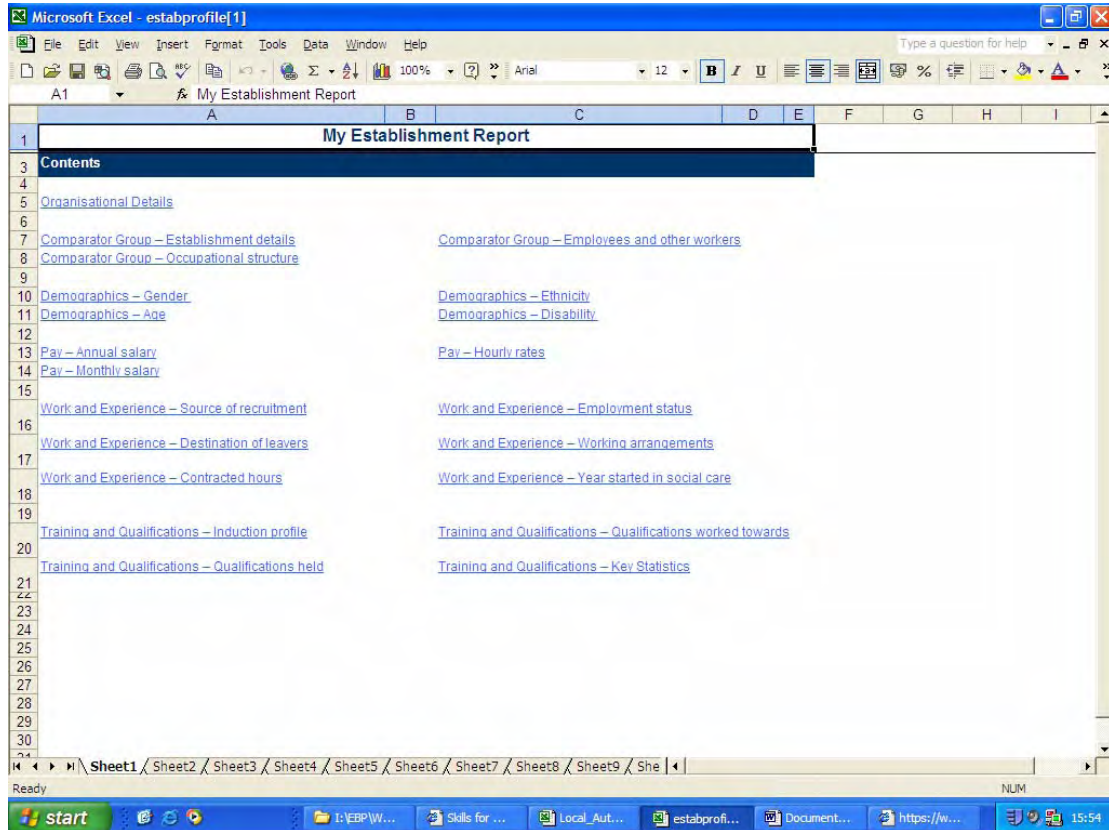 Microsoft Excel - estabprofile[1]
File Edit View Insert Format Tools Data Window Help Type a question for help
100% Arial 12 B I U
A1 fx My Establishment Report
A B C D E F G H I
1 My Establishment Report
3 Contents
4
5 Organisational Details
6
7 Comparator Group – Establishment details Comparator Group – Employees and other workers
8 Comparator Group – Occupational structure
9
10 Demographics – Gender Demographics – Ethnicity
11 Demographics – Age Demographics – Disability
12
13 Pay – Annual salary Pay – Hourly rates
14 Pay – Monthly salary
15
16 Work and Experience – Source of recruitment Work and Experience – Employment status
17 Work and Experience – Destination of leavers Work and Experience – Working arrangements
18 Work and Experience – Contracted hours Work and Experience – Year started in social care
19
20 Training and Qualifications – Induction profile Training and Qualifications – Qualifications worked towards
21 Training and Qualifications – Qualifications held Training and Qualifications – Key Statistics
22
23
24
25
26
27
28
29
30
Sheet1 Sheet2 Sheet3 Sheet4 Sheet5 Sheet6 Sheet7 Sheet8 Sheet9 She
Ready NUM
start I:\EBP\W... Skills for ... Local_Aut... estabprofi... Document... https://w... 15:54